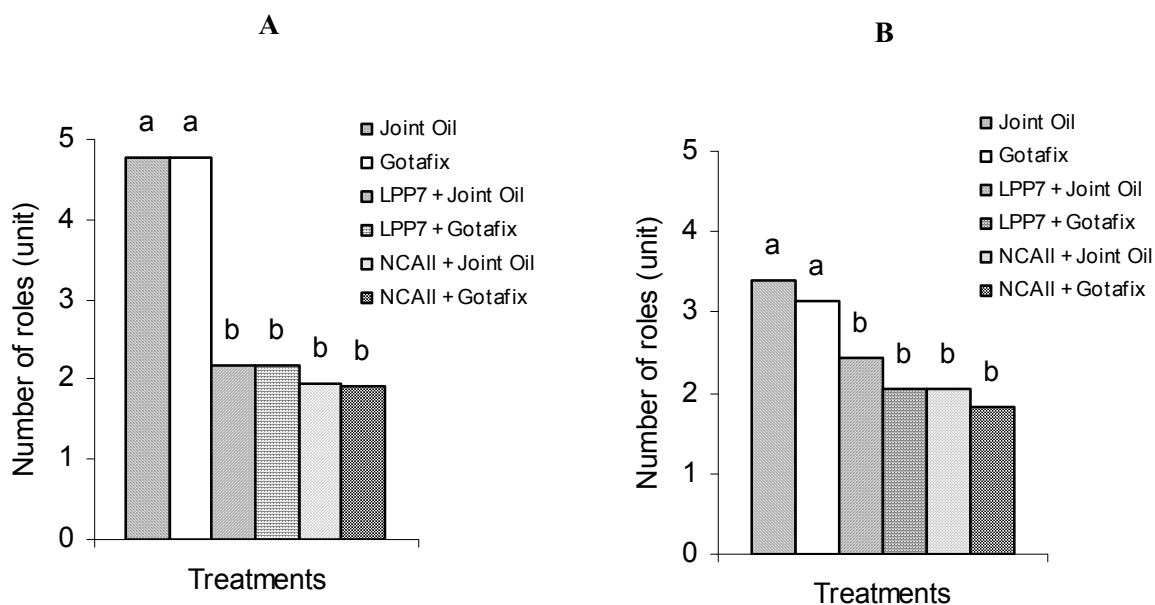 A
Number of roles (unit)
5
4
3
2
1
0
a a b b b b
Joint Oil
Gotafix
LPP7 + Joint Oil
LPP7 + Gotafix
NCAII + Joint Oil
NCAII + Gotafix
Treatments
B
Number of roles (unit)
5
4
3
2
1
0
a a b b b b
Joint Oil
Gotafix
LPP7 + Joint Oil
LPP7 + Gotafix
NCAII + Joint Oil
NCAII + Gotafix
Treatments